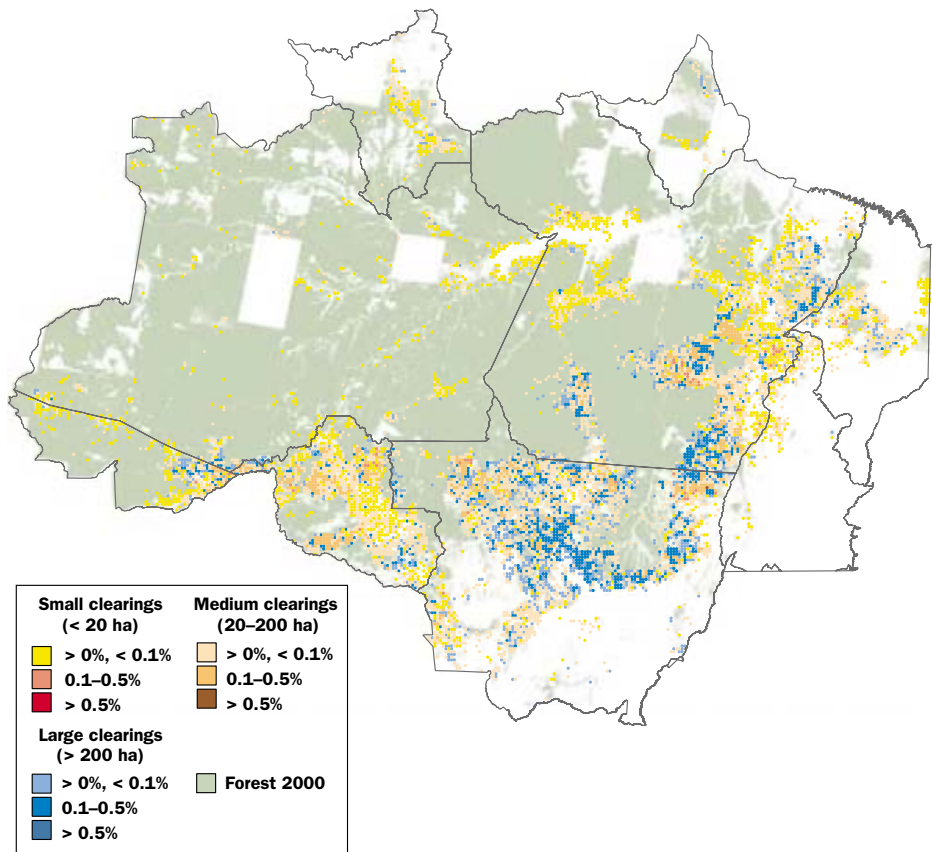 Small clearings
(< 20 ha)
> 0%, < 0.1%
0.1–0.5%
> 0.5%
Medium clearings
(20–200 ha)
> 0%, < 0.1%
0.1–0.5%
> 0.5%
Large clearings
(> 200 ha)
> 0%, < 0.1%
0.1–0.5%
> 0.5%
Forest 2000